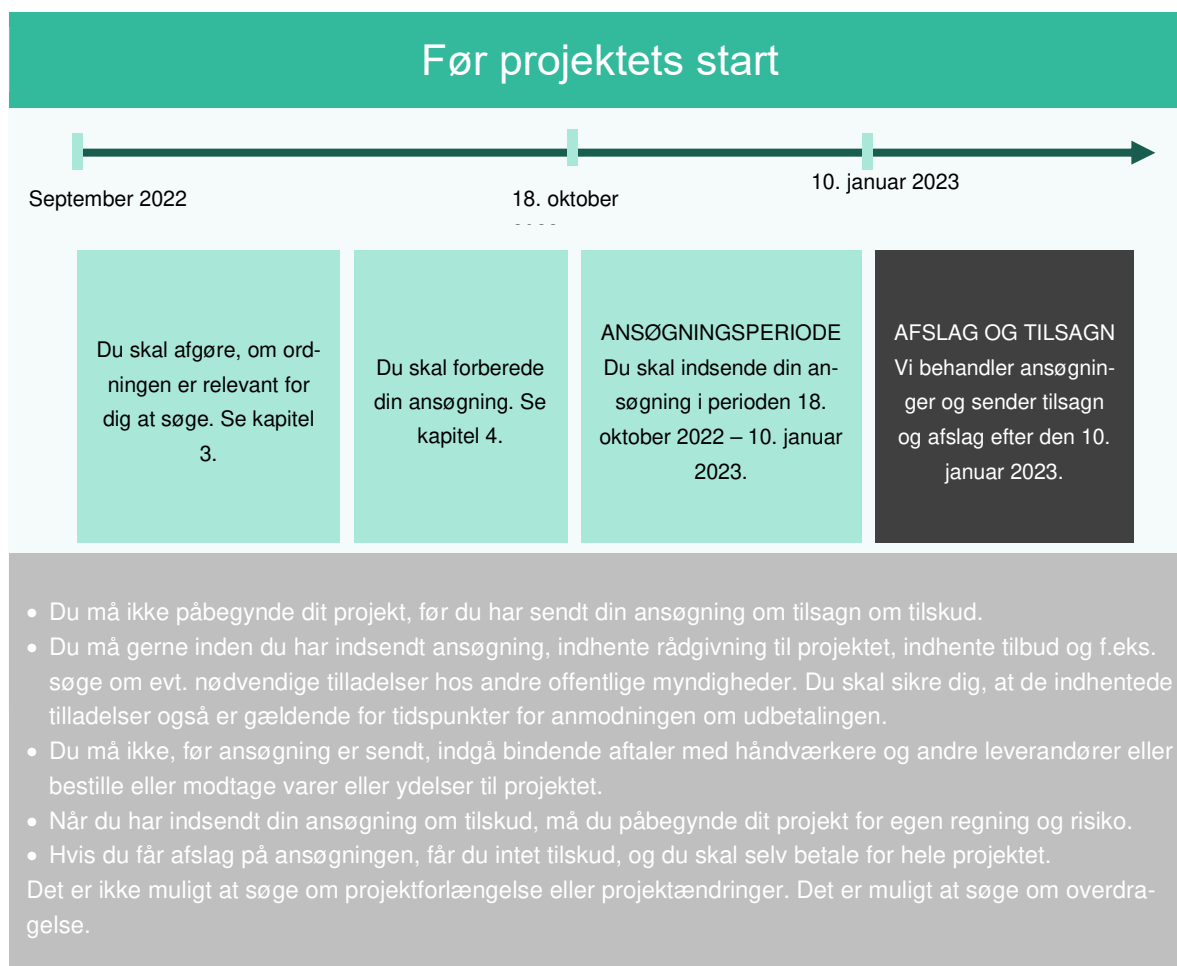 Før projektets start
September 2022
18. oktober
10. januar 2023
Du skal afgøre, om ord-
ningen er relevant for
dig at søge. Se kapitel
3.
Du skal forberede
din ansøgning. Se
kapitel 4.
ANSØGNINGSPERIODE
Du skal indsende din an-
søgning i perioden 18.
oktober 2022 – 10. januar
2023.
AFSLAG OG TILSAGN
Vi behandler ansøgnin-
ger og sender tilsagn
og afslag efter den 10.
januar 2023.
• Du må ikke påbegynde dit projekt, før du har sendt din ansøgning om tilsagn om tilskud.
• Du må gerne inden du har indsendt ansøgning, indhente rådgivning til projektet, indhente tilbud og f.eks.
søge om evt. nødvendige tilladelser hos andre offentlige myndigheder. Du skal sikre dig, at de indhentede
tilladelser også er gældende for tidspunkter for anmodningen om udbetalingen.
• Du må ikke, før ansøgning er sendt, indgå bindende aftaler med håndværkere og andre leverandører eller
bestille eller modtage varer eller ydelser til projektet.
• Når du har indsendt din ansøgning om tilskud, må du påbegynde dit projekt for egen regning og risiko.
• Hvis du får afslag på ansøgningen, får du intet tilskud, og du skal selv betale for hele projektet.
Det er ikke muligt at søge om projektforlængelse eller projektændringer. Det er muligt at søge om overdra-
gelse.